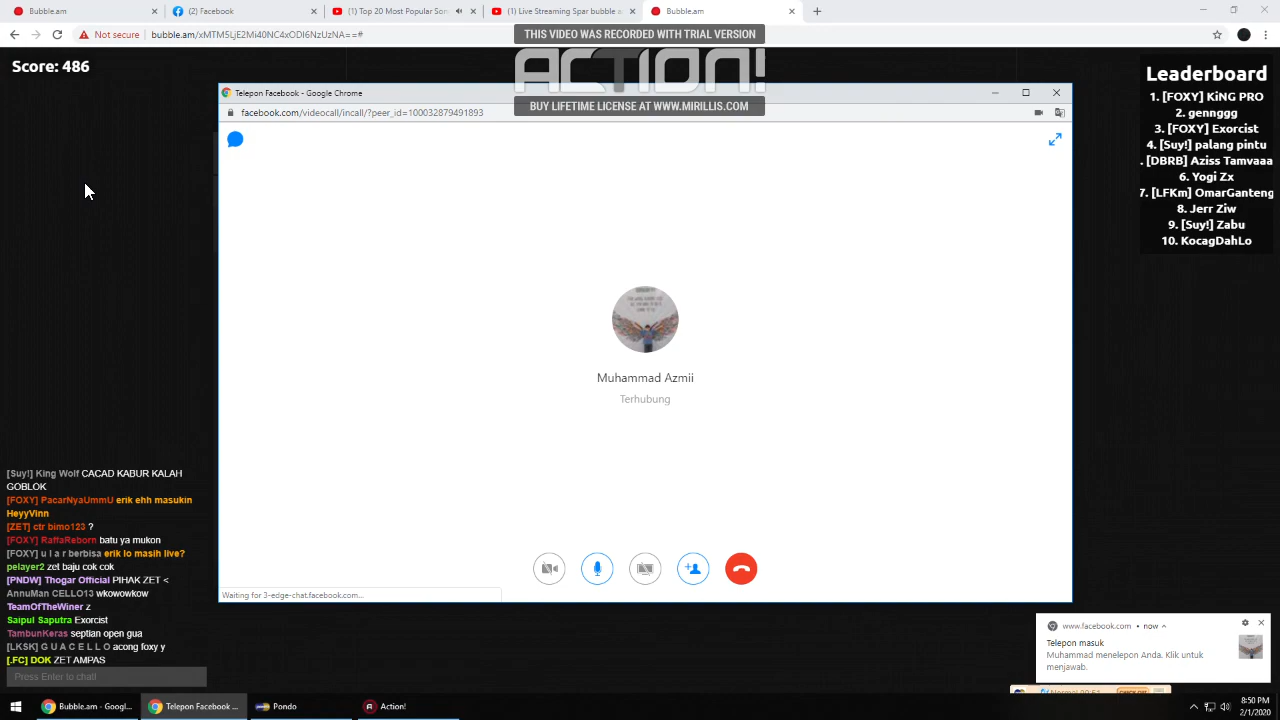 Bubble.am
(2) Facebook
(1) Top 20 Most Popular Son
(1) Live Streaming Spar bubble a
Bubble.am
Not secure
bubble.am/xMTM5LjE2Mi40NC4xODI6NzUzNA==#
THIS VIDEO WAS RECORDED WITH TRIAL VERSION
ACTION!
BUY LIFETIME LICENSE AT WWW.MIRILLIS.COM
Score: 486
Telepon Facebook - Google Chrome
facebook.com/videocall/incall/?peer_id=100032879491893
Leaderboard
1. [FOXY] KiNG PRO
2. gennggg
3. [FOXY] Exorcist
4. [Suy!] palang pintu
. [DBRB] Aziss Tamvaaa
6. Yogi Zx
7. [LFKm] OmarGanteng
8. Jerr Ziw
9. [Suy!] Zabu
10. KocagDahLo
Muhammad Azmii
Terhubung
[Suy!] King Wolf CACAD KABUR KALAH
GOBLOK
[FOXY] PacarNyaUmmU erik ehh masukin
HeyyVinn
[ZET] ctr bimo123 ?
[FOXY] RaffaReborn batu ya mukon
[FOXY] u l a r berbisa erik lo masih live?
pelayer2 zet baju cok cok
[PNDW] Thogar Official PIHAK ZET <
AnnuMan CELLO13 wkowowkow
TeamOfTheWiner z
Saipul Saputra Exorcist
TambunKeras septian open gua
[LKSK] G U A C E L L O acong foxy y
[.FC] DOK ZET AMPAS
Press Enter to chat!
Waiting for 3-edge-chat.facebook.com...
www.facebook.com • now
Telepon masuk
Muhammad menelepon Anda. Klik untuk
menjawab.
Bubble.am - Googl...
Telepon Facebook ...
Pondo
Action!
8:50 PM
2/1/2020